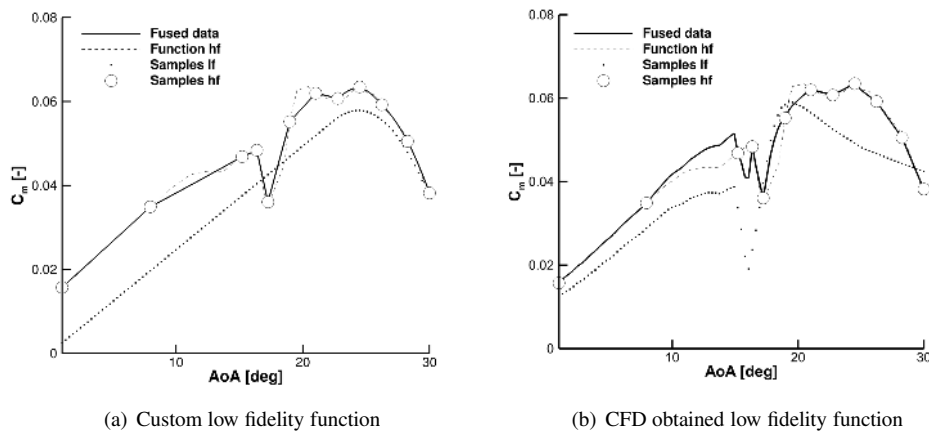 0.08
Fused data
Function hf
Samples lf
Samples hf
0.06
0.04
0.02
0
C_m [-]
10
20
30
AoA [deg]
(a) Custom low fidelity function
0.08
Fused data
Function hf
Samples lf
Samples hf
0.06
0.04
0.02
0
C_m [-]
10
20
30
AoA [deg]
(b) CFD obtained low fidelity function